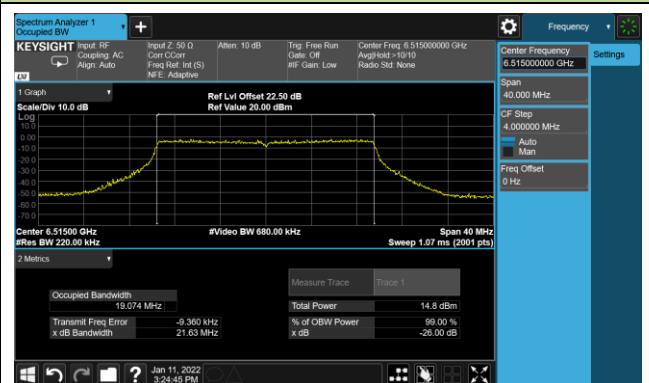 Spectrum Analyzer 1
Occupied BW
+
Frequency
KEYSIGHT
Input: RF
Coupling: AC
Align: Auto
Input Z: 50 Ω
Corr CCorr
Freq Ref: Int (S)
NFE: Adaptive
Atten: 10 dB
Trig: Free Run
Gate: Off
#IF Gain: Low
Center Freq: 6.515000000 GHz
Avg|Hold:>10/10
Radio Std: None
LXI
Center Frequency
6.515000000 GHz
Settings
Span
40.000 MHz
CF Step
4.000000 MHz
Auto
Man
Freq Offset
0 Hz
1 Graph
Scale/Div 10.0 dB
Ref Lvl Offset 22.50 dB
Ref Value 20.00 dBm
Log
10.0
0.00
-10.0
-20.0
-30.0
-40.0
-50.0
-60.0
-70.0
Center 6.51500 GHz
#Res BW 220.00 kHz
#Video BW 680.00 kHz
Span 40 MHz
Sweep 1.07 ms (2001 pts)
2 Metrics
Measure Trace Trace 1
Occupied Bandwidth
19.074 MHz
Total Power 14.8 dBm
Transmit Freq Error -9.360 kHz
% of OBW Power 99.00 %
x dB Bandwidth 21.63 MHz
x dB -26.00 dB
?
Jan 11, 2022
3:24:45 PM